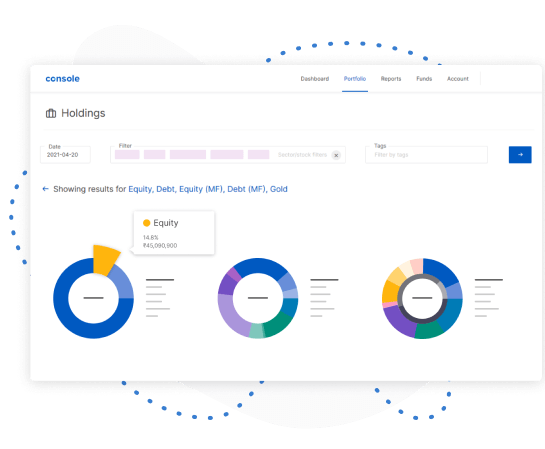 console
Dashboard Portfolio Reports Funds Account
Holdings
Date
2021-04-20
Filter
Sector/stock filters
Tags
Filter by tags
Showing results for Equity, Debt, Equity (MF), Debt (MF), Gold
Equity
14.6%
₹45,090,900